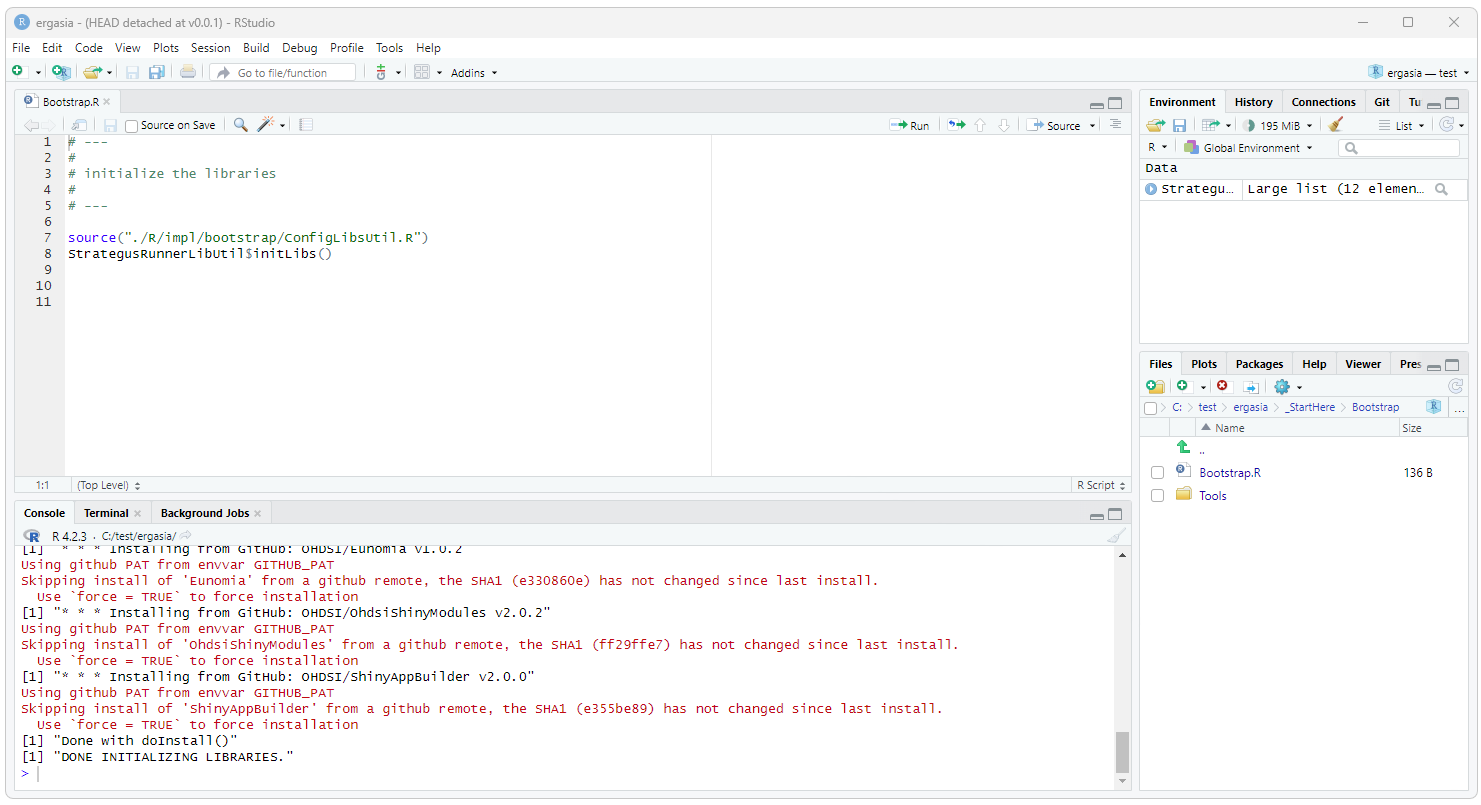 ergasia - (HEAD detached at v0.0.1) - RStudio
File Edit Code View Plots Session Build Debug Profile Tools Help
Go to file/function Addins ergasia — test
Bootstrap.R
Source on Save Run Source
1 # ---
2 #
3 # initialize the libraries
4 #
5 # ---
6
7 source("./R/impl/bootstrap/ConfigLibsUtil.R")
8 StrategusRunnerLibUtil$initLibs()
9
10
11
1:1 (Top Level) R Script
Console Terminal Background Jobs
R 4.2.3 · C:/test/ergasia/
[1] "* * * Installing from GitHub: OHDSI/Eunomia v1.0.2"
Using github PAT from envvar GITHUB_PAT
Skipping install of 'Eunomia' from a github remote, the SHA1 (e330860e) has not changed since last install.
Use `force = TRUE` to force installation
[1] "* * * Installing from GitHub: OHDSI/OhdsiShinyModules v2.0.2"
Using github PAT from envvar GITHUB_PAT
Skipping install of 'OhdsiShinyModules' from a github remote, the SHA1 (ff29ffe7) has not changed since last install.
Use `force = TRUE` to force installation
[1] "* * * Installing from GitHub: OHDSI/ShinyAppBuilder v2.0.0"
Using github PAT from envvar GITHUB_PAT
Skipping install of 'ShinyAppBuilder' from a github remote, the SHA1 (e355be89) has not changed since last install.
Use `force = TRUE` to force installation
[1] "Done with doInstall()"
[1] "DONE INITIALIZING LIBRARIES."
>
Environment History Connections Git Tu
195 MiB List
R Global Environment
Data
Strategu… Large list (12 elemen…
Files Plots Packages Help Viewer Pres
C: test ergasia _StartHere Bootstrap R ...
Name Size
..
Bootstrap.R 136 B
Tools